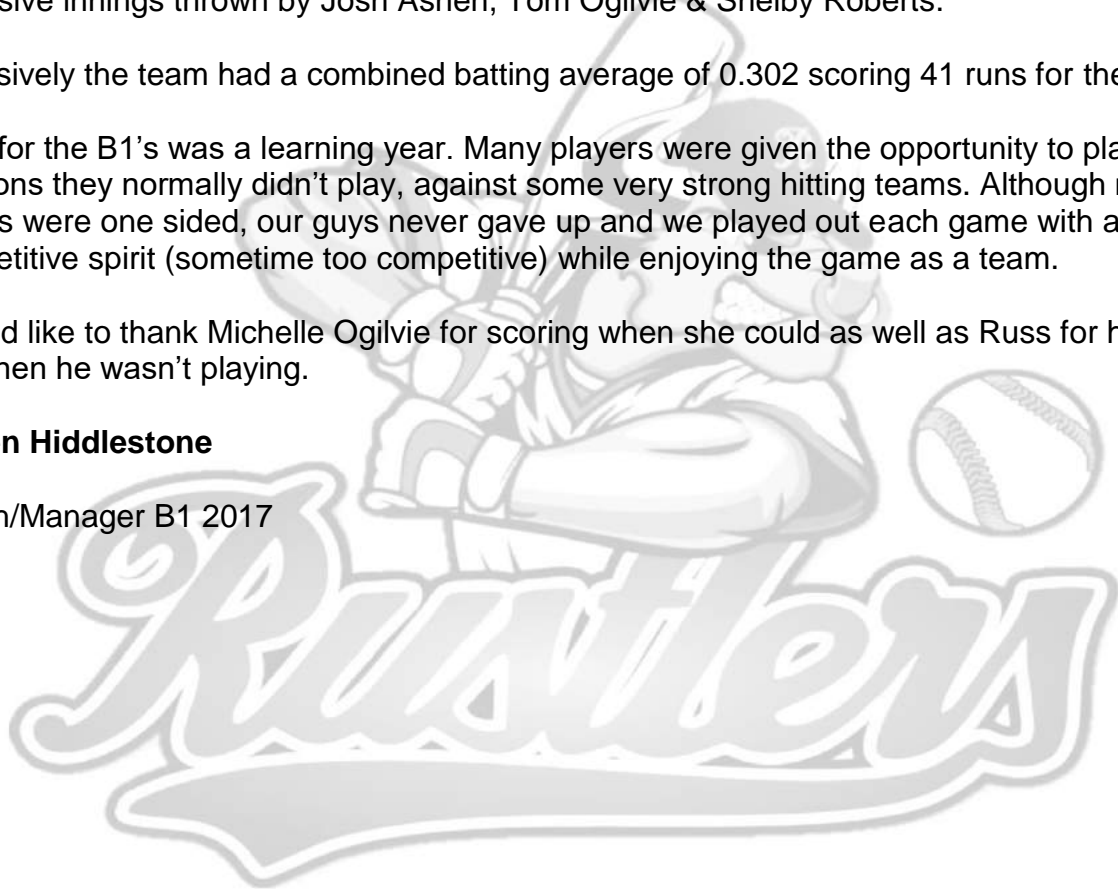 sive innings thrown by Josh Ashen, Tom Ogilvie & Shelby Roberts.
sively the team had a combined batting average of 0.302 scoring 41 runs for the
for the B1’s was a learning year. Many players were given the opportunity to pla
ons they normally didn’t play, against some very strong hitting teams. Although
s were one sided, our guys never gave up and we played out each game with a
etitive spirit (sometime too competitive) while enjoying the game as a team.
d like to thank Michelle Ogilvie for scoring when she could as well as Russ for h
hen he wasn’t playing.
n Hiddlestone
/Manager B1 2017
Rustlers